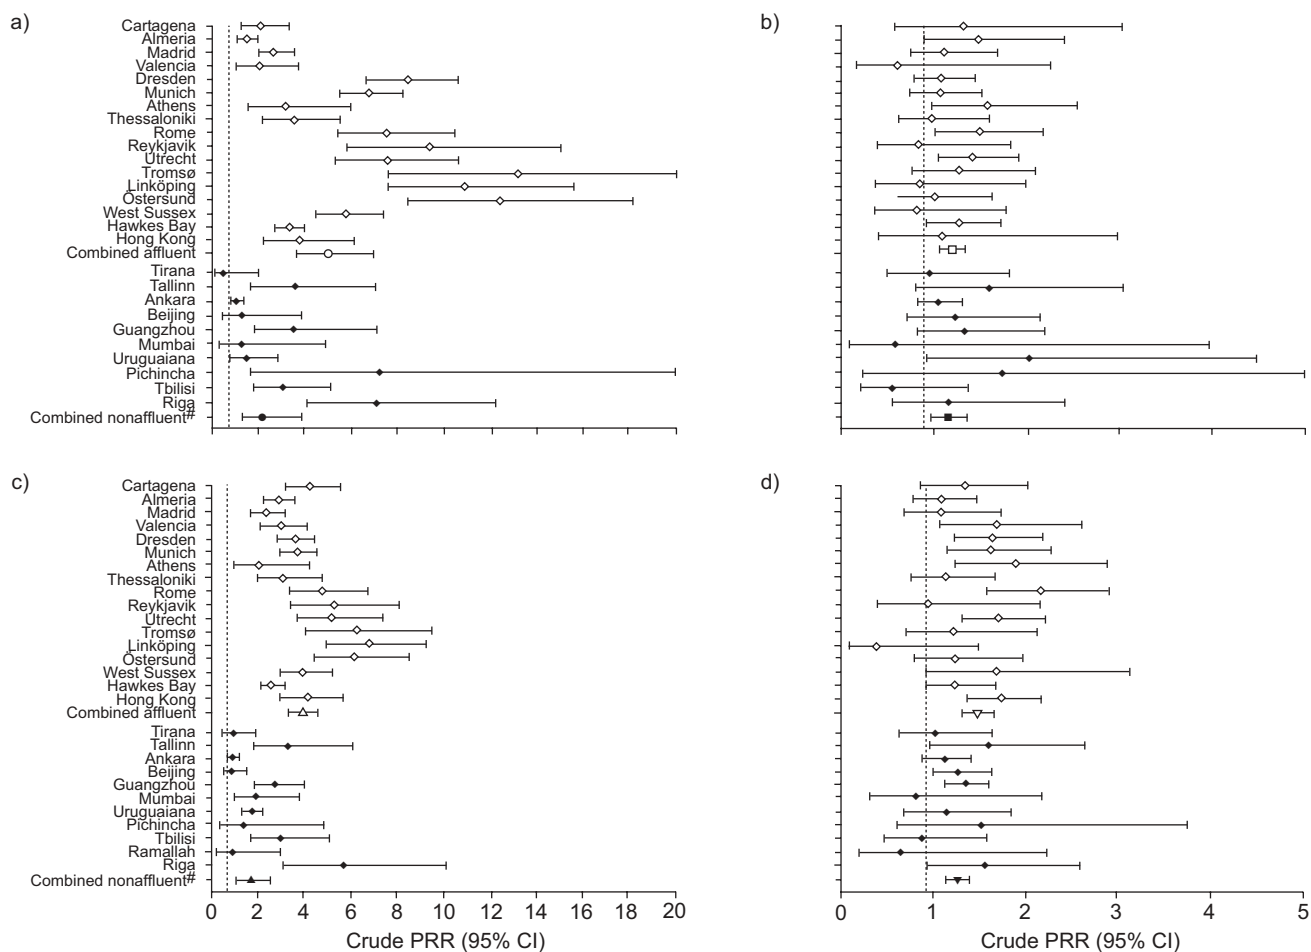 a)
Cartagena
Almeria
Madrid
Valencia
Dresden
Munich
Athens
Thessaloniki
Rome
Reykjavik
Utrecht
Tromsø
Linköping
Östersund
West Sussex
Hawkes Bay
Hong Kong
Combined affluent
Tirana
Tallinn
Ankara
Beijing
Guangzhou
Mumbai
Uruguaiana
Pichincha
Tbilisi
Riga
Combined nonaffluent#
b)
c)
Cartagena
Almeria
Madrid
Valencia
Dresden
Munich
Athens
Thessaloniki
Rome
Reykjavik
Utrecht
Tromsø
Linköping
Östersund
West Sussex
Hawkes Bay
Hong Kong
Combined affluent
Tirana
Tallinn
Ankara
Beijing
Guangzhou
Mumbai
Uruguaiana
Pichincha
Tbilisi
Ramallah
Riga
Combined nonaffluent#
0 2 4 6 8 10 12 14 16 18 20
Crude PRR (95% CI)
d)
0 1 2 3 4 5
Crude PRR (95% CI)